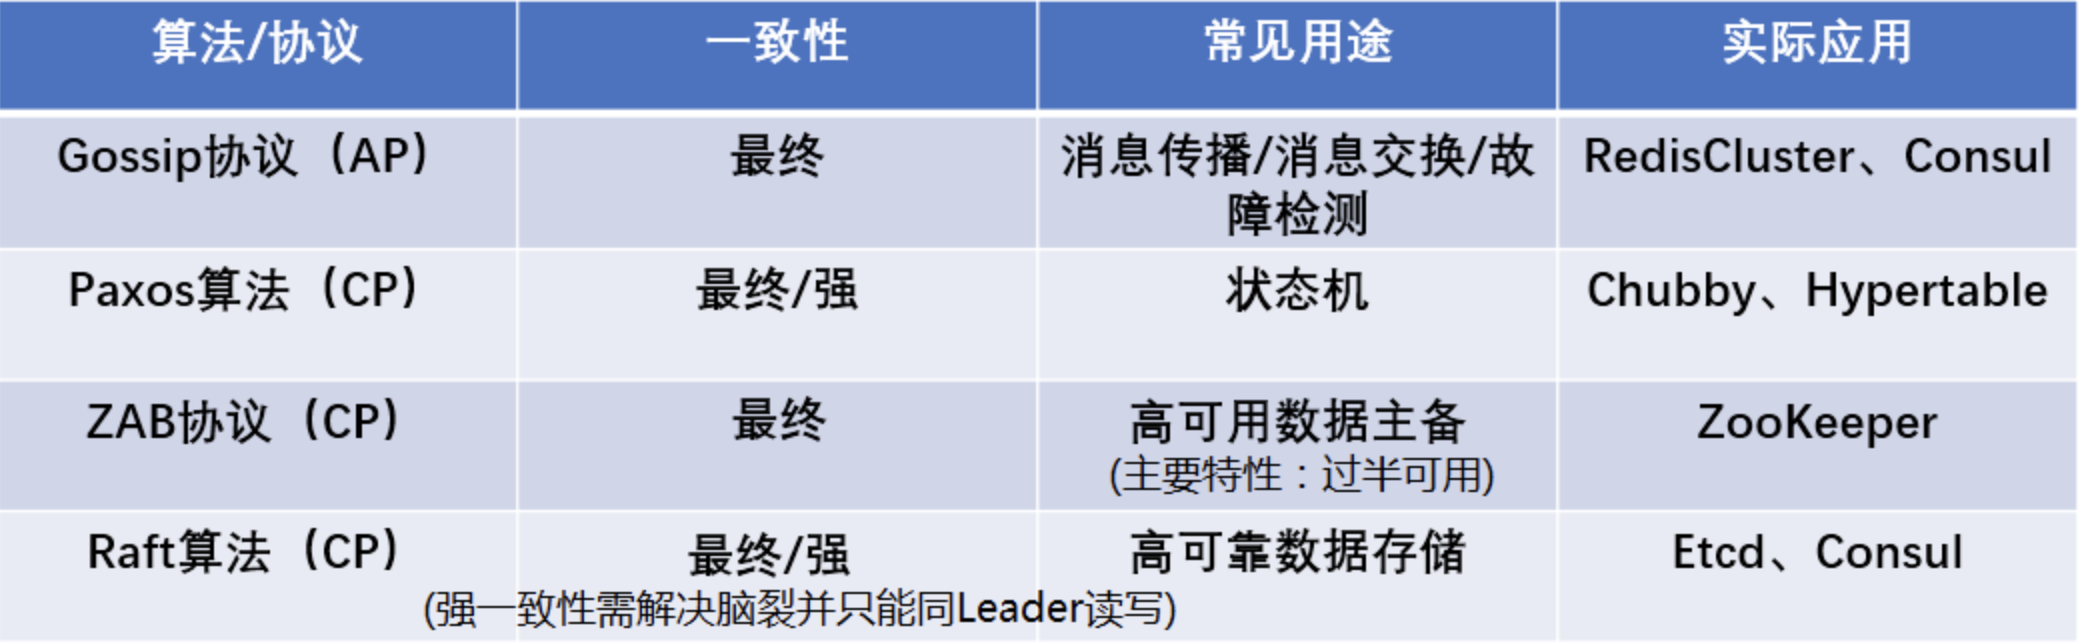 算法/协议 一致性 常见用途 实际应用
Gossip协议（AP） 最终 消息传播/消息交换/故 RedisCluster、Consul
障检测
Paxos算法（CP） 最终/强 状态机 Chubby、Hypertable
ZAB协议（CP） 最终 高可用数据主备 ZooKeeper
(主要特性：过半可用)
Raft算法（CP） 最终/强 高可靠数据存储 Etcd、Consul
(强一致性需解决脑裂并只能同Leader读写)